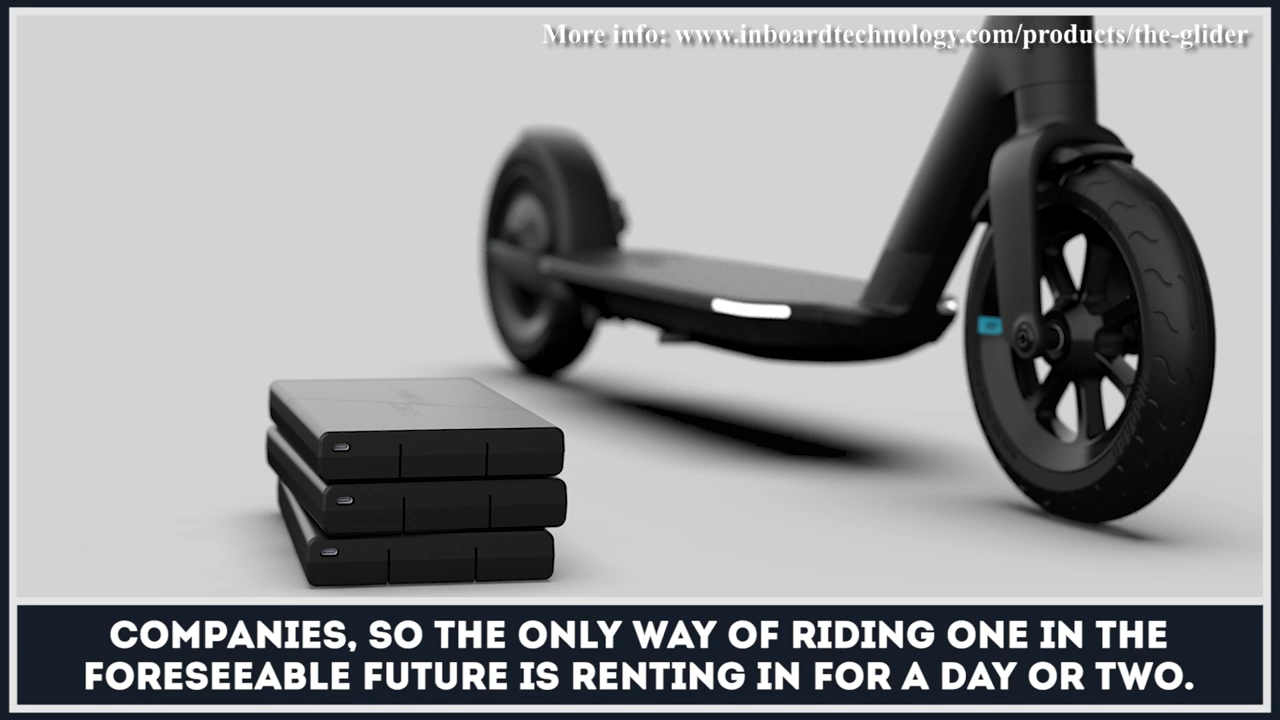 More info: www.inboardtechnology.com/products/the-glider
COMPANIES, SO THE ONLY WAY OF RIDING ONE IN THE
FORESEEABLE FUTURE IS RENTING IN FOR A DAY OR TWO.